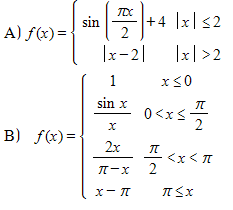 A) f(x) = { sin(πx/2) + 4 |x| ≤ 2
|x − 2| |x| > 2
B) f(x) = { 1 x ≤ 0
sin x / x 0 < x ≤ π/2
2x / (π − x) π/2 < x < π
x − π π ≤ x